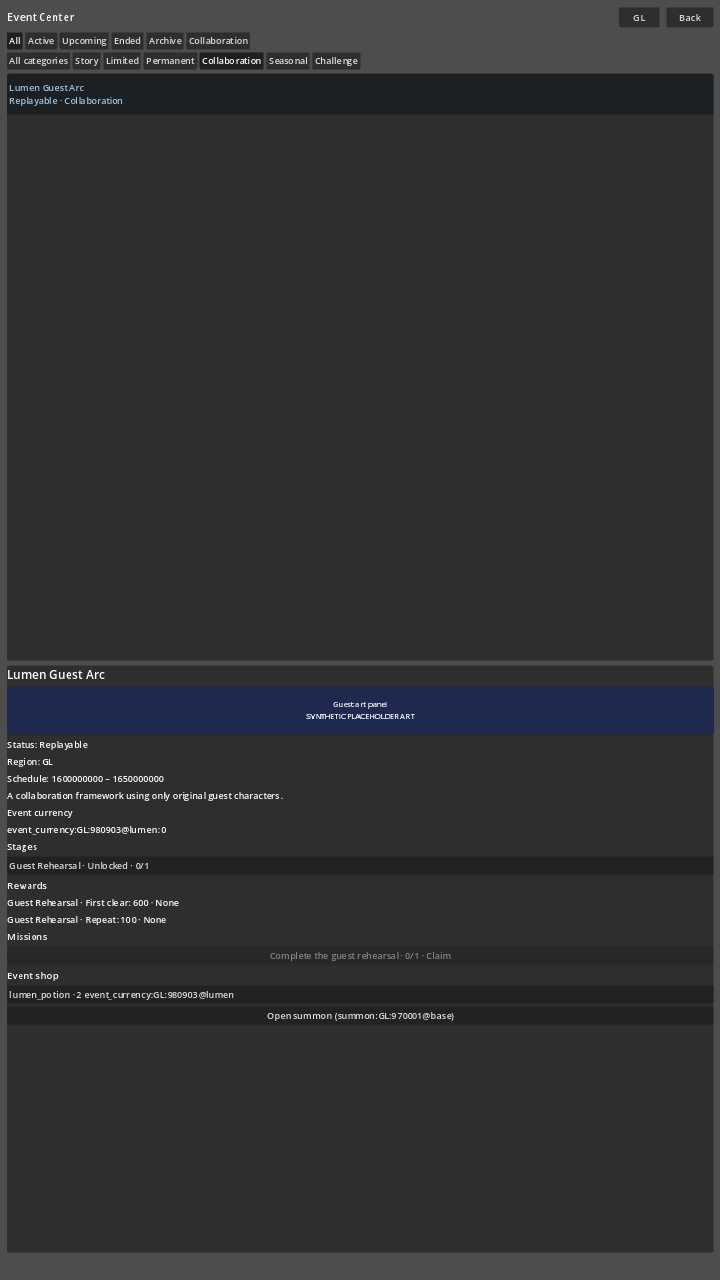 Event Center
GL
Back
All
Active
Upcoming
Ended
Archive
Collaboration
All categories
Story
Limited
Permanent
Collaboration
Seasonal
Challenge
Lumen Guest Arc
Replayable · Collaboration
Lumen Guest Arc
Guest art panel
SYNTHETIC PLACEHOLDER ART
Status: Replayable
Region: GL
Schedule: 1600000000 – 1650000000
A collaboration framework using only original guest characters.
Event currency
event_currency:GL:980903@lumen: 0
Stages
Guest Rehearsal · Unlocked · 0/1
Rewards
Guest Rehearsal · First clear: 600 · None
Guest Rehearsal · Repeat: 100 · None
Missions
Complete the guest rehearsal · 0/1 · Claim
Event shop
lumen_potion · 2 event_currency:GL:980903@lumen
Open summon (summon:GL:970001@base)